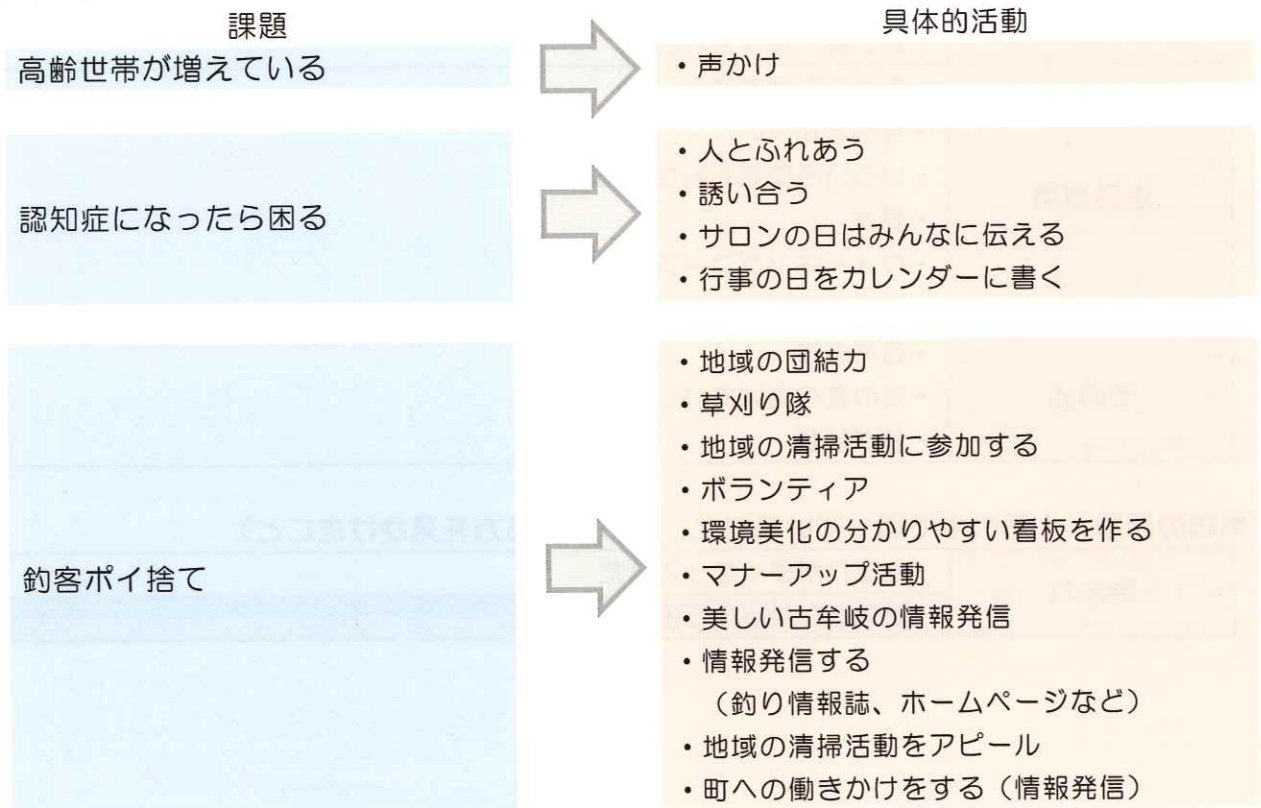 課題
具体的活動
高齢世帯が増えている
・声かけ
認知症になったら困る
・人とふれあう
・誘い合う
・サロンの日はみんなに伝える
・行事の日をカレンダーに書く
釣客ポイ捨て
・地域の団結力
・草刈り隊
・地域の清掃活動に参加する
・ボランティア
・環境美化の分かりやすい看板を作る
・マナーアップ活動
・美しい古牟岐の情報発信
・情報発信する
（釣り情報誌、ホームページなど）
・地域の清掃活動をアピール
・町への働きかけをする（情報発信）